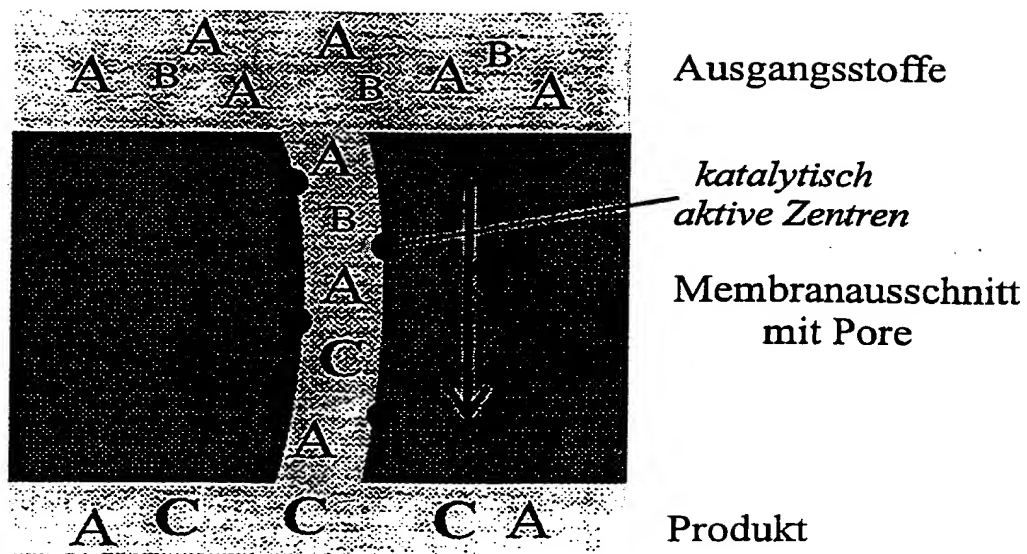 A A
A B A B A B A
Ausgangsstoffe
A
B
A
C
A
katalytisch
aktive Zentren
Membranausschnitt
mit Pore
A C C C A
Produkt